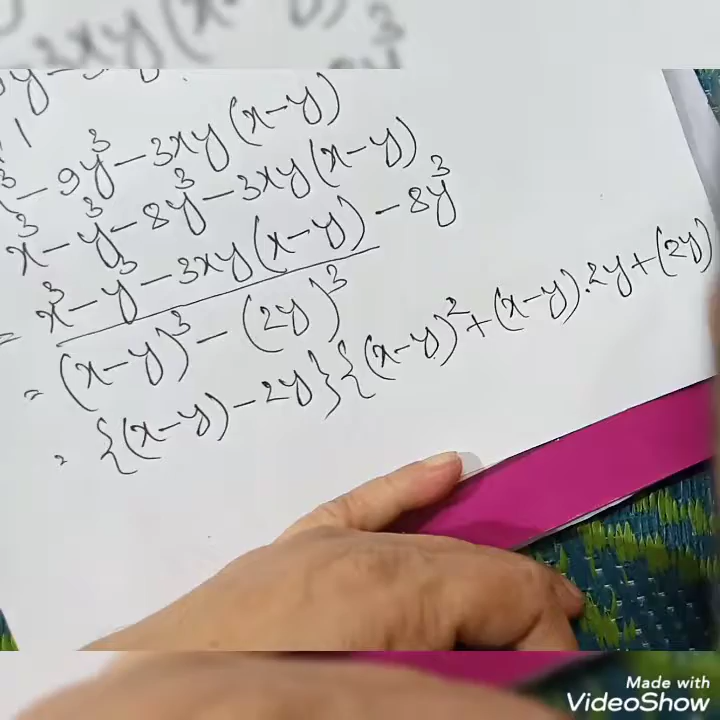 - 9y³ - 3xy(x-y)
x³ - y³ - 8y³ - 3xy(x-y)
= x³ - y³ - 3xy(x-y) - 8y³
= (x-y)³ - (2y)³
= {(x-y) - 2y}{(x-y)² + (x-y).2y + (2y)
Made with
VideoShow